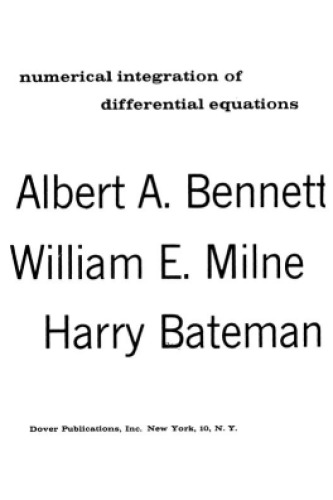 numerical integration of
differential equations
Albert A. Bennett
William E. Milne
Harry Bateman
Dover Publications, Inc. New York, 10, N. Y.